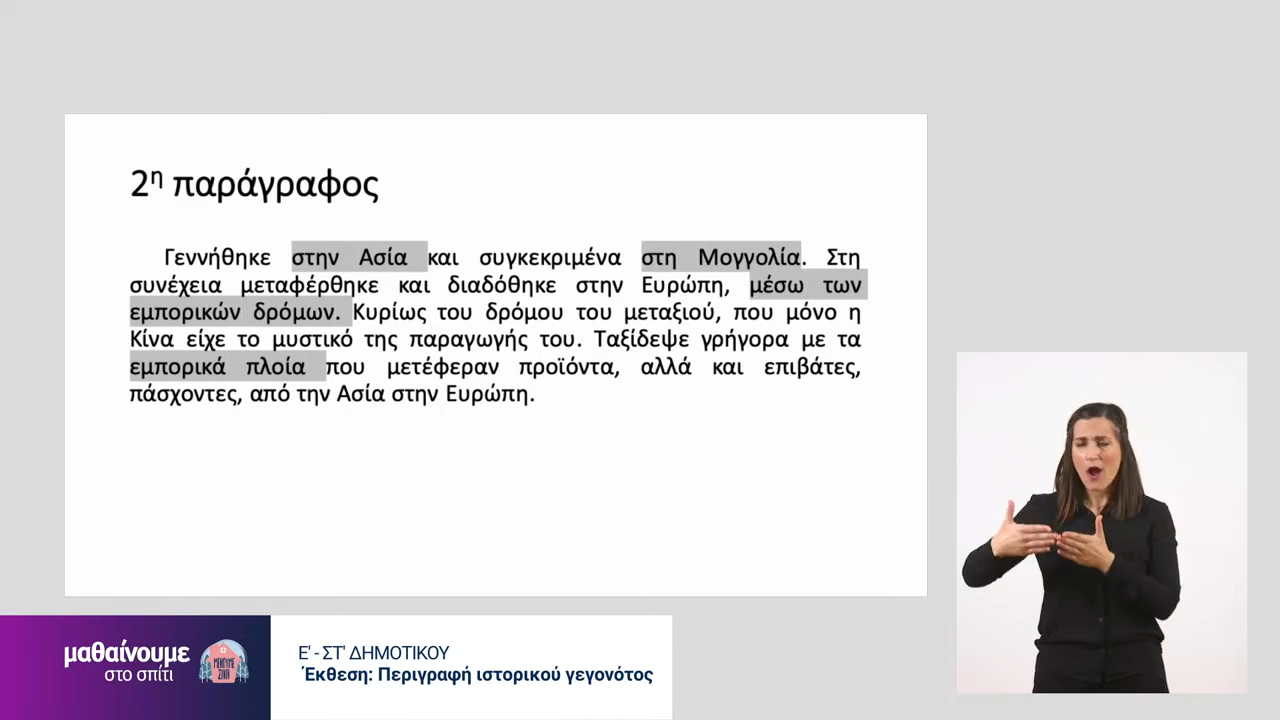 2η παράγραφος
Γεννήθηκε στην Ασία και συγκεκριμένα στη Μογγολία. Στη
συνέχεια μεταφέρθηκε και διαδόθηκε στην Ευρώπη, μέσω των
εμπορικών δρόμων. Κυρίως του δρόμου του μεταξιού, που μόνο η
Κίνα είχε το μυστικό της παραγωγής του. Ταξίδεψε γρήγορα με τα
εμπορικά πλοία που μετέφεραν προϊόντα, αλλά και επιβάτες,
πάσχοντες, από την Ασία στην Ευρώπη.
μαθαίνουμε
στο σπίτι
ΜΕΝΟΥΜΕ
ΣΠΙΤΙ
Ε' - ΣΤ' ΔΗΜΟΤΙΚΟΥ
Έκθεση: Περιγραφή ιστορικού γεγονότος